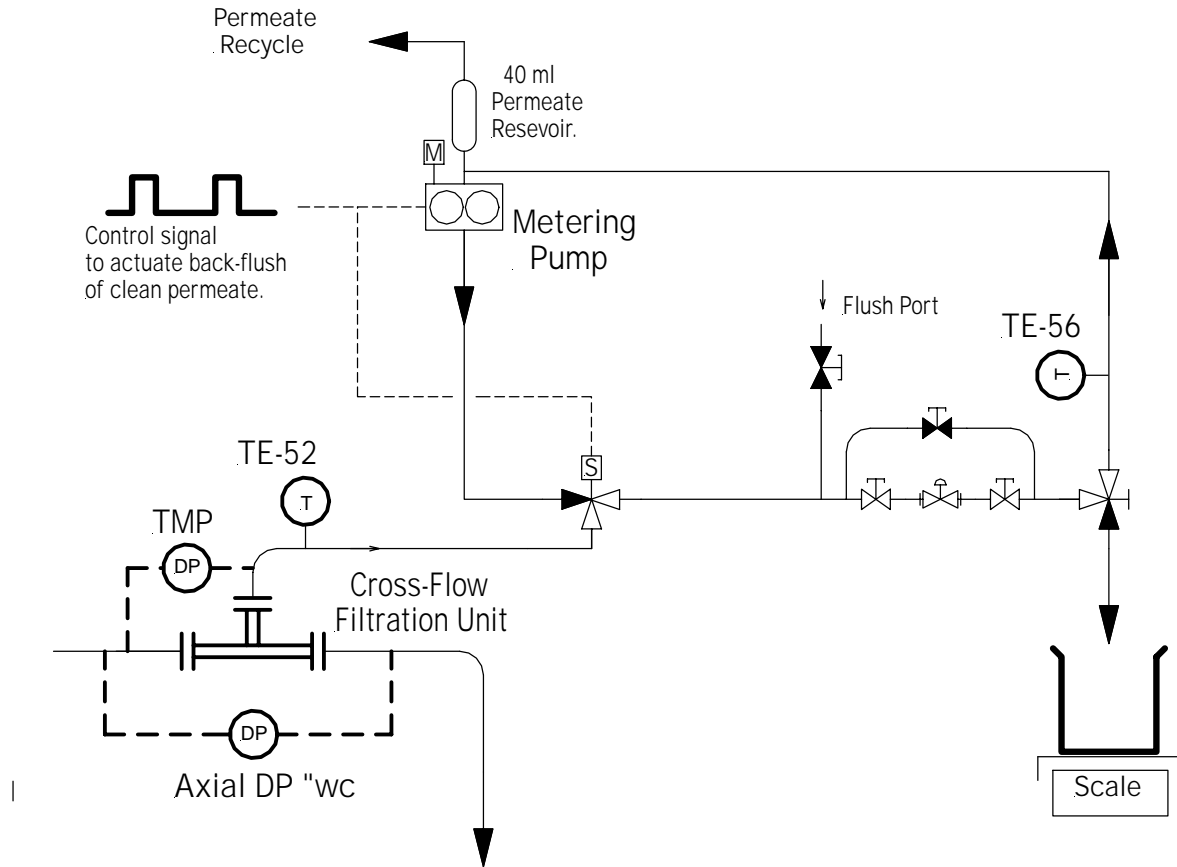 Permeate
Recycle
40 ml
Permeate
Resevoir.
M
Metering
Pump
Control signal
to actuate back-flush
of clean permeate.
Flush Port
TE-56
T
TE-52
T
S
TMP
DP
Cross-Flow
Filtration Unit
DP
Axial DP "wc
Scale